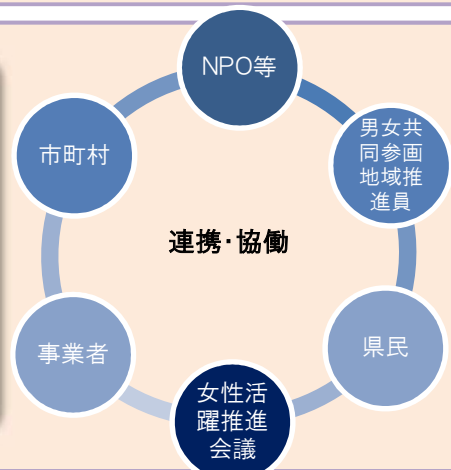 NPO等
男女共
同参画
地域推
進員
市町村
連携・協働
事業者
県民
女性活
躍推進
会議